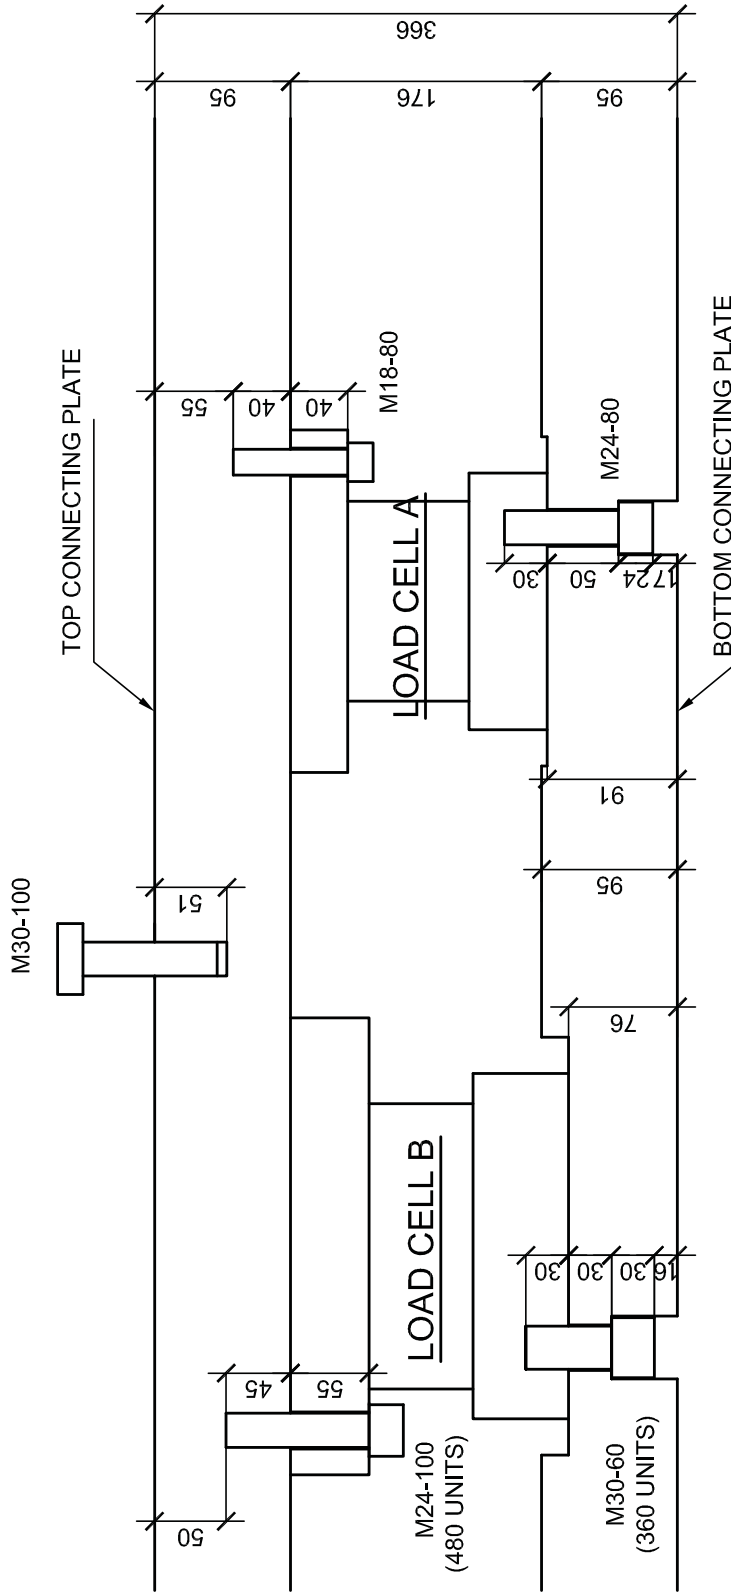 366
95
176
95
TOP CONNECTING PLATE
55
40
40
M18-80
LOAD CELL A
M24-80
30
50
24
17
BOTTOM CONNECTING PLATE
91
95
M30-100
51
76
LOAD CELL B
30
30
30
16
45
55
50
M24-100
(480 UNITS)
M30-60
(360 UNITS)